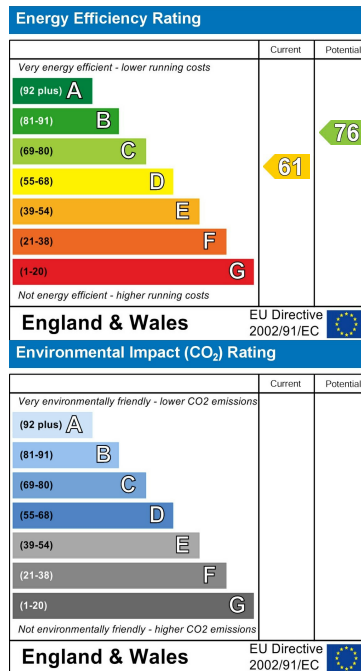 Energy Efficiency Rating
Current Potential
Very energy efficient - lower running costs
(92 plus) A
(81-91) B
76
(69-80) C
61
(55-68) D
(39-54) E
(21-38) F
(1-20) G
Not energy efficient - higher running costs
England & Wales
EU Directive
2002/91/EC
Environmental Impact (CO₂) Rating
Current Potential
Very environmentally friendly - lower CO2 emissions
(92 plus) A
(81-91) B
(69-80) C
(55-68) D
(39-54) E
(21-38) F
(1-20) G
Not environmentally friendly - higher CO2 emissions
England & Wales
EU Directive
2002/91/EC